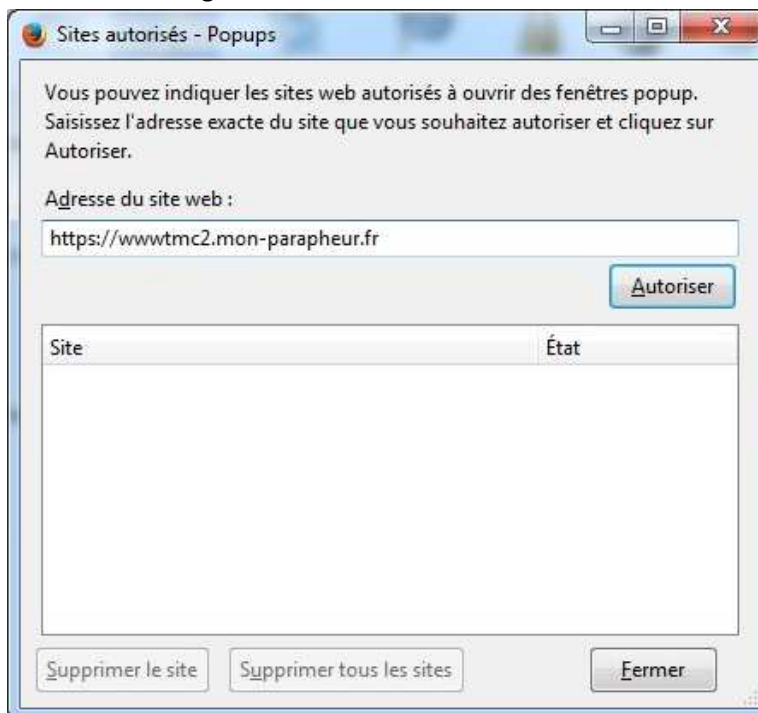 Sites autorisés - Popups
Vous pouvez indiquer les sites web autorisés à ouvrir des fenêtres popup.
Saisissez l'adresse exacte du site que vous souhaitez autoriser et cliquez sur
Autoriser.
Adresse du site web :
https://wwwtmc2.mon-parapheur.fr
Autoriser
Site État
Supprimer le site Supprimer tous les sites Fermer